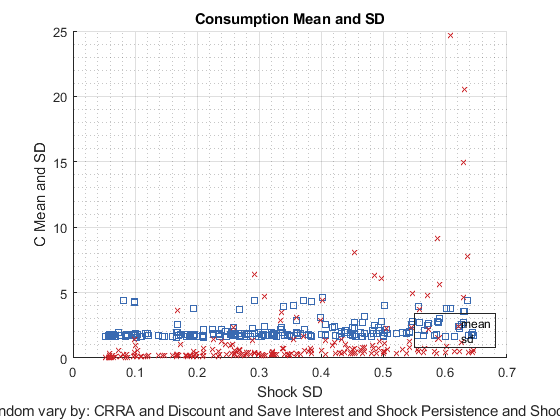 Consumption Mean and SD
25
20
15
10
5
0
C Mean and SD
mean
sd
0
0.1
0.2
0.3
0.4
0.5
0.6
0.7
Shock SD
ndom vary by: CRRA and Discount and Save Interest and Shock Persistence and Sho